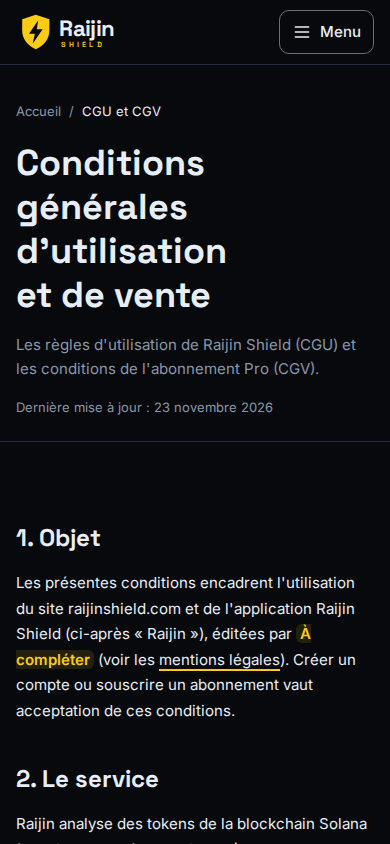 Raijin
SHIELD
Menu
Accueil / CGU et CGV
Conditions
générales
d’utilisation
et de vente
Les règles d'utilisation de Raijin Shield (CGU) et
les conditions de l'abonnement Pro (CGV).
Dernière mise à jour : 23 novembre 2026
1. Objet
Les présentes conditions encadrent l'utilisation
du site raijinshield.com et de l'application Raijin
Shield (ci-après « Raijin »), éditées par À
compléter (voir les mentions légales). Créer un
compte ou souscrire un abonnement vaut
acceptation de ces conditions.
2. Le service
Raijin analyse des tokens de la blockchain Solana